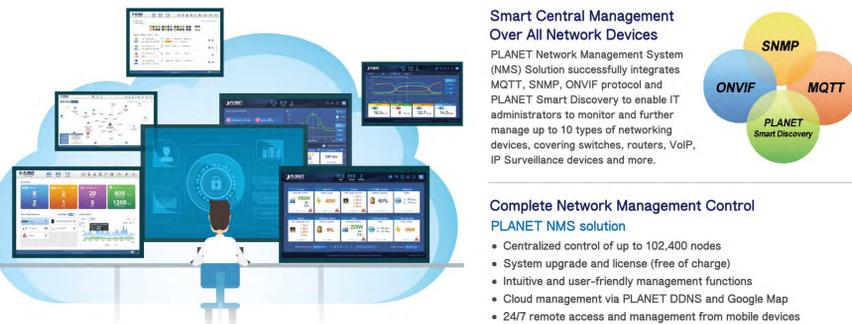 Smart Central Management
Over All Network Devices
PLANET Network Management System
(NMS) Solution successfully integrates
MQTT, SNMP, ONVIF protocol and
PLANET Smart Discovery to enable IT
administrators to monitor and further
manage up to 10 types of networking
devices, covering switches, routers, VoIP,
IP Surveillance devices and more.
SNMP
ONVIF
MQTT
PLANET
Smart Discovery
Complete Network Management Control
PLANET NMS solution
• Centralized control of up to 102,400 nodes
• System upgrade and license (free of charge)
• Intuitive and user-friendly management functions
• Cloud management via PLANET DDNS and Google Map
• 24/7 remote access and management from mobile devices